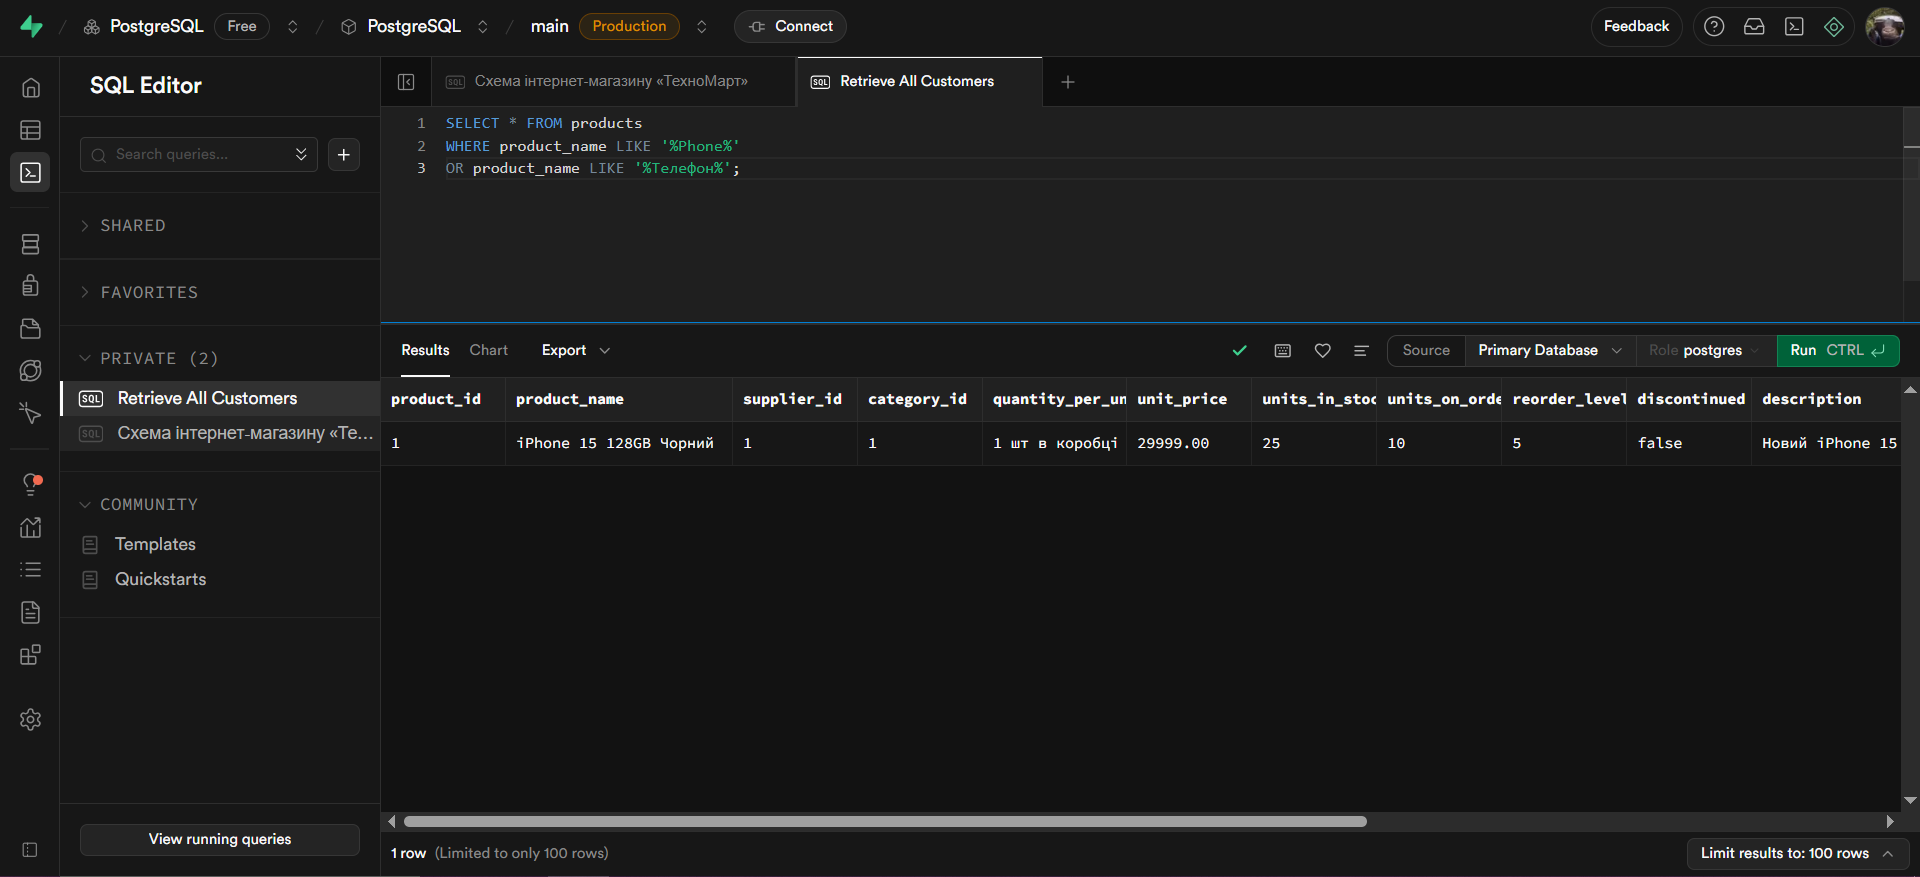 PostgreSQL Free PostgreSQL main Production Connect Feedback
SQL Editor
Search queries...
SHARED
FAVORITES
PRIVATE (2)
SQL Retrieve All Customers
SQL Схема інтернет-магазину «Те...
COMMUNITY
Templates
Quickstarts
View running queries
SQL Схема інтернет-магазину «ТехноМарт» SQL Retrieve All Customers
1 SELECT * FROM products
2 WHERE product_name LIKE '%Phone%'
3 OR product_name LIKE '%Телефон%';
Results Chart Export Source Primary Database Role postgres Run CTRL
product_id product_name supplier_id category_id quantity_per_un unit_price units_in_stoc units_on_orde reorder_level discontinued description
1 iPhone 15 128GB Чорний 1 1 1 шт в коробці 29999.00 25 10 5 false Новий iPhone 15
1 row (Limited to only 100 rows) Limit results to: 100 rows